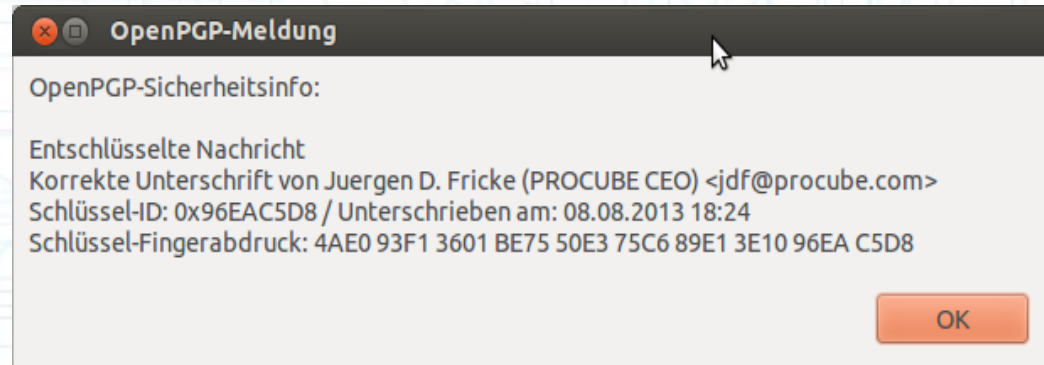 OpenPGP-Meldung
OpenPGP-Sicherheitsinfo:
Entschlüsselte Nachricht
Korrekte Unterschrift von Juergen D. Fricke (PROCUBE CEO) <jdf@procube.com>
Schlüssel-ID: 0x96EAC5D8 / Unterschrieben am: 08.08.2013 18:24
Schlüssel-Fingerabdruck: 4AE0 93F1 3601 BE75 50E3 75C6 89E1 3E10 96EA C5D8
OK